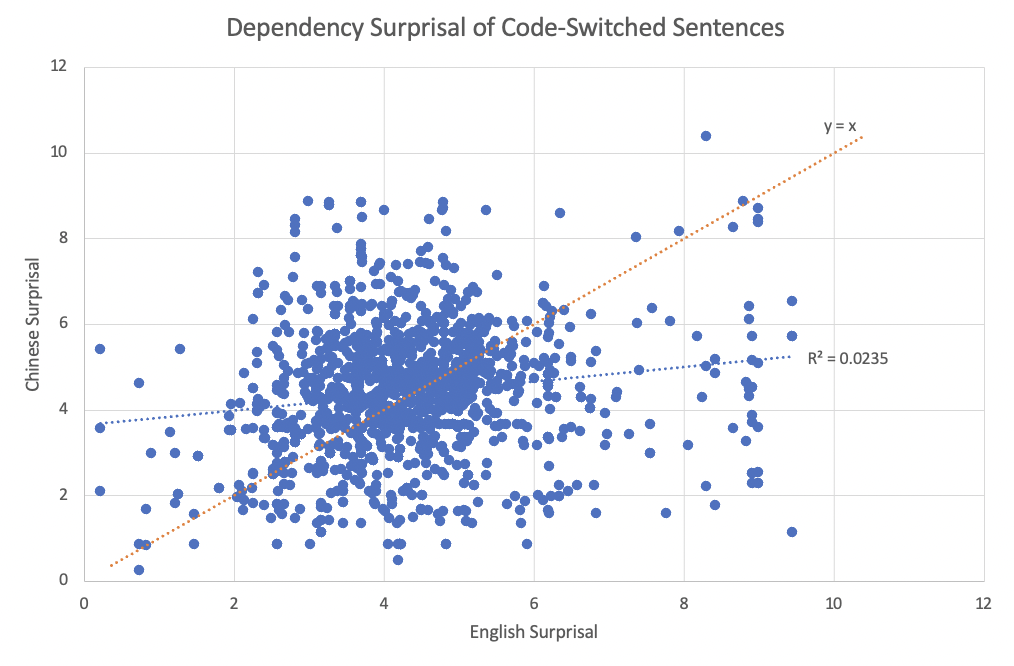 Dependency Surprisal of Code-Switched Sentences
12
10
8
6
4
2
0
Chinese Surprisal
y = x
R² = 0.0235
0 2 4 6 8 10 12
English Surprisal